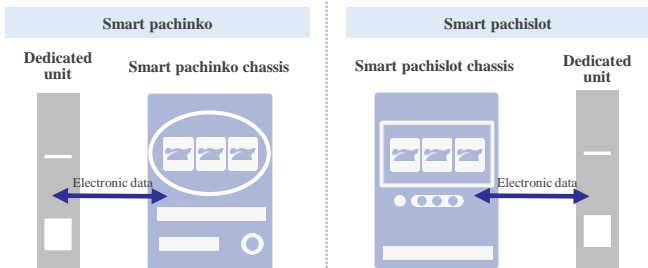 Smart pachinko
Dedicated
unit
Smart pachinko chassis
Electronic data
Smart pachislot
Smart pachislot chassis
Dedicated
unit
Electronic data